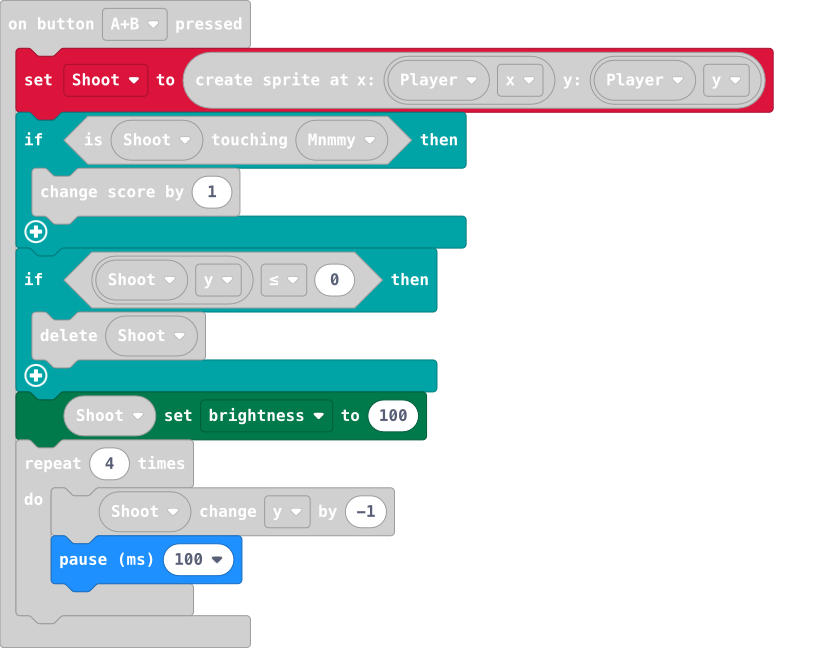 on button A+B pressed
set Shoot to create sprite at x: Player x y: Player y
if is Shoot touching Mnmmy then
change score by 1
if Shoot y ≤ 0 then
delete Shoot
Shoot set brightness to 100
repeat 4 times
do Shoot change y by -1
pause (ms) 100